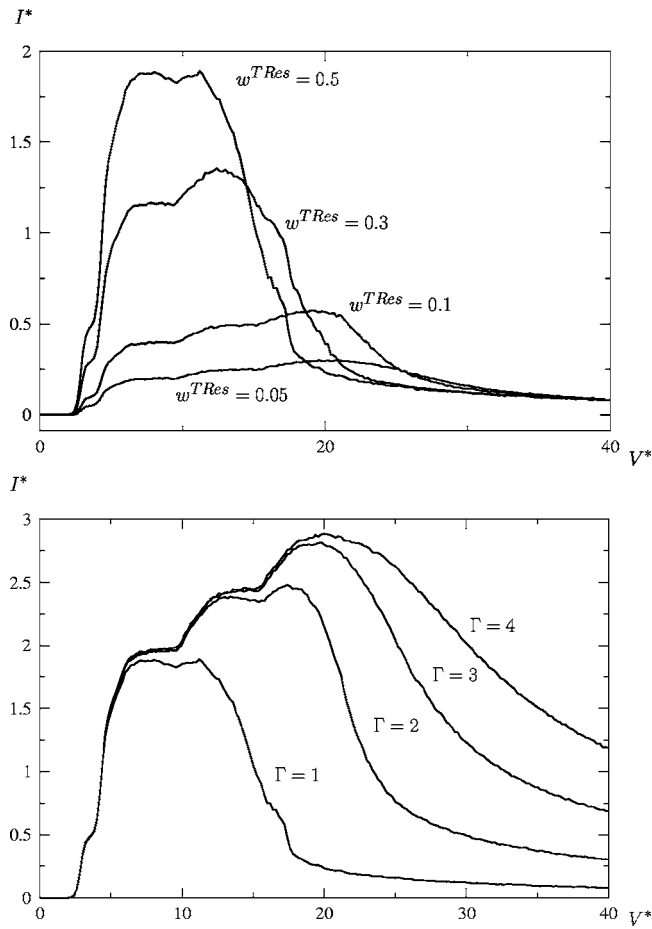 I*
2
w^{TRes} = 0.5
1.5
w^{TRes} = 0.3
1
w^{TRes} = 0.1
0.5
w^{TRes} = 0.05
0
0 20 40
V*
I*
3
2.5
Γ = 4
2
Γ = 3
1.5
Γ = 2
1
Γ = 1
0.5
0
0 10 20 30 40
V*